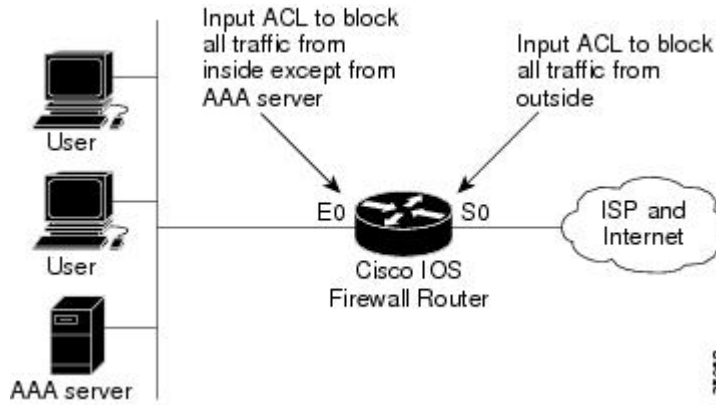 Input ACL to block
all traffic from
inside except from
AAA server
Input ACL to block
all traffic from
outside
User
User
AAA server
E0
S0
Cisco IOS
Firewall Router
ISP and
Internet